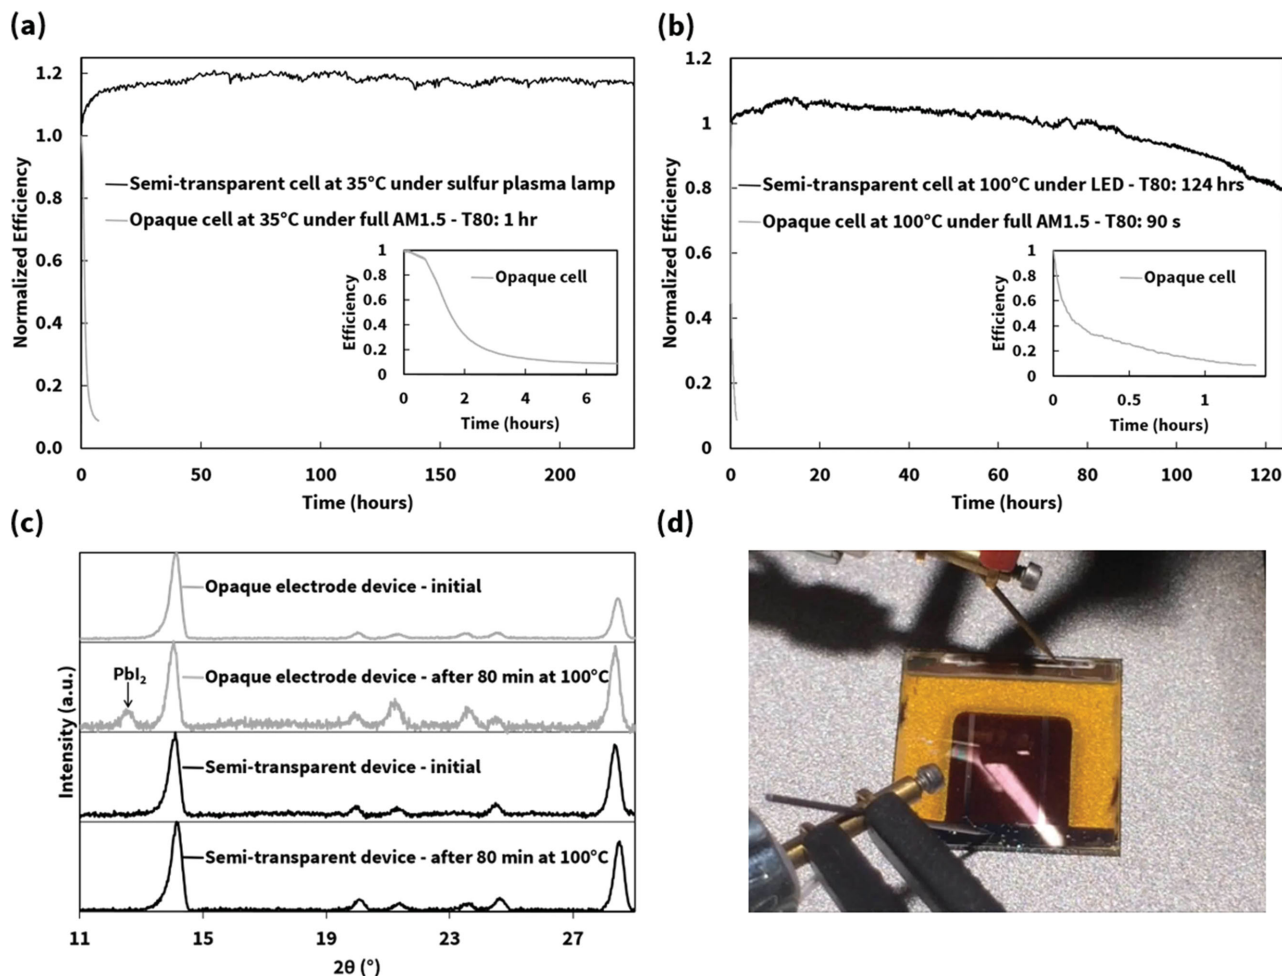 (a)
1.2
1.0
0.8
0.6
0.4
0.2
0.0
Normalized Efficiency
Semi-transparent cell at 35°C under sulfur plasma lamp
Opaque cell at 35°C under full AM1.5 - T80: 1 hr
1
0.8
0.6
0.4
0.2
0
Efficiency
Opaque cell
0 2 4 6
Time (hours)
0 50 100 150 200
Time (hours)
(b)
1.2
1
0.8
0.6
0.4
0.2
0
Normalized Efficiency
Semi-transparent cell at 100°C under LED - T80: 124 hrs
Opaque cell at 100°C under full AM1.5 - T80: 90 s
1
0.8
0.6
0.4
0.2
0
Efficiency
Opaque cell
0 0.5 1
Time (hours)
0 20 40 60 80 100 120
Time (hours)
(c)
Intensity (a.u.)
Opaque electrode device - initial
PbI₂
Opaque electrode device - after 80 min at 100°C
Semi-transparent device - initial
Semi-transparent device - after 80 min at 100°C
11 15 19 23 27
2θ (°)
(d)